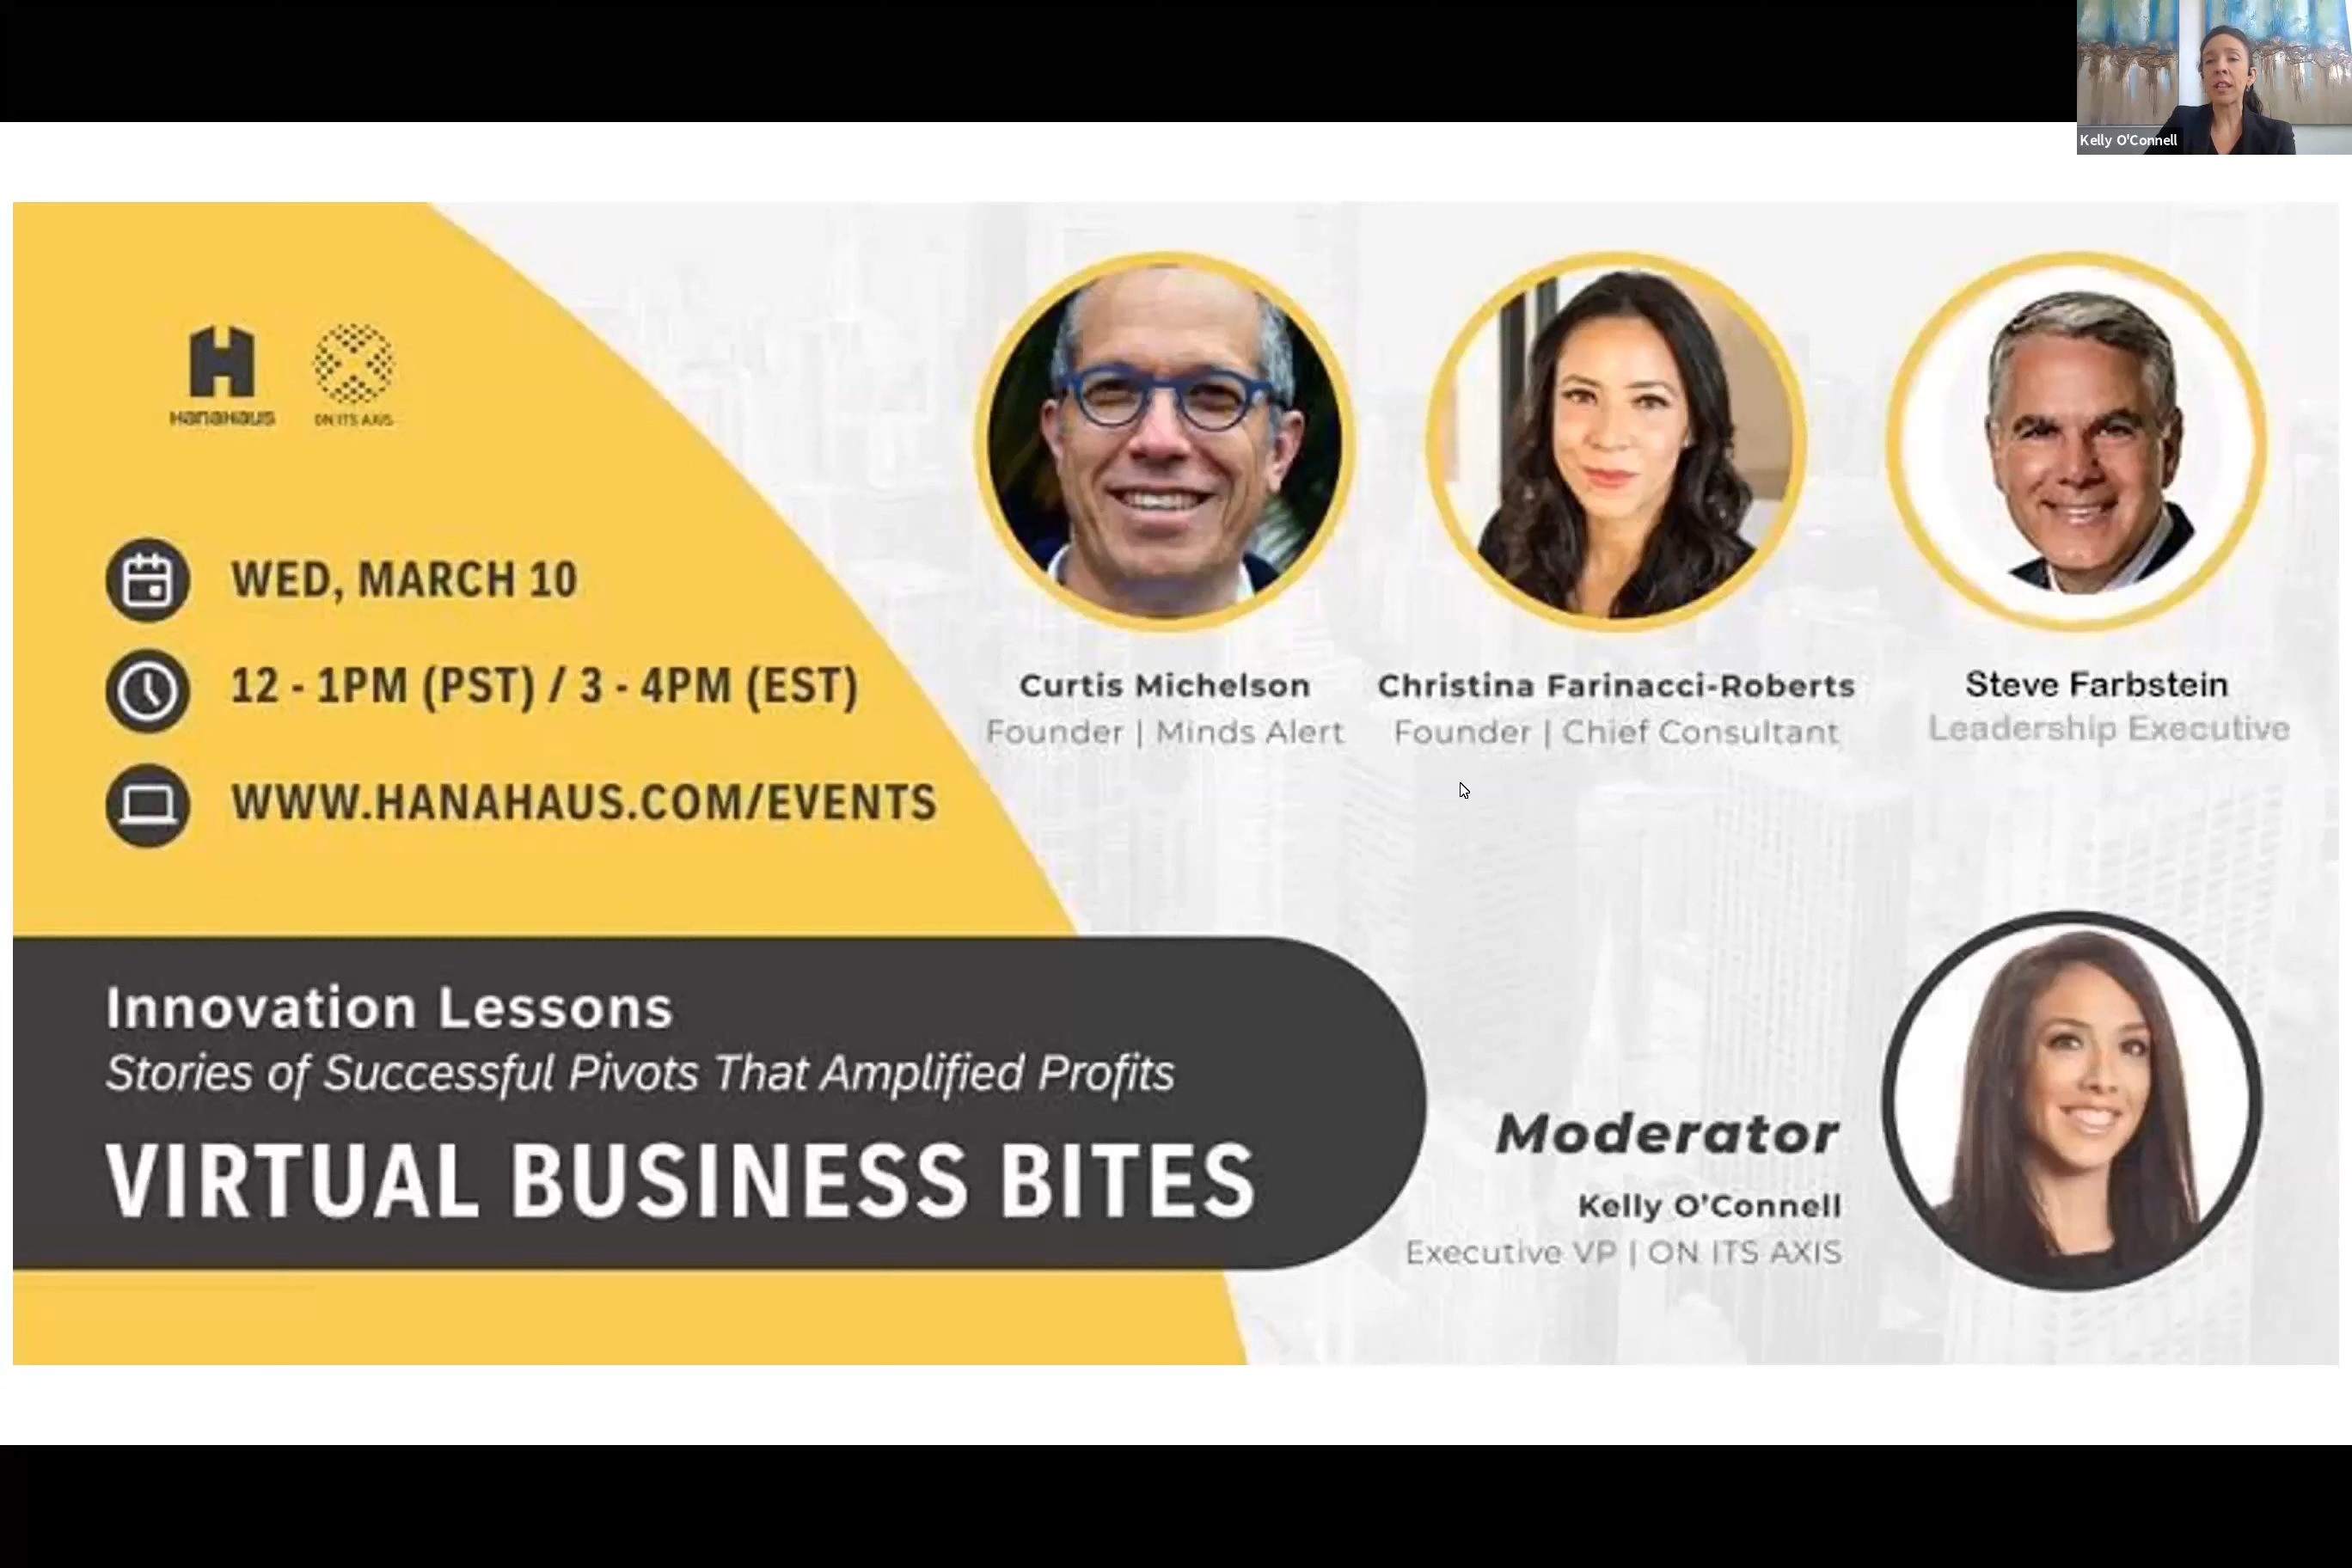 Kelly O'Connell
HANAHAUS
ON ITS AXIS
WED, MARCH 10
12 - 1PM (PST) / 3 - 4PM (EST)
WWW.HANAHAUS.COM/EVENTS
Curtis Michelson
Founder | Minds Alert
Christina Farinacci-Roberts
Founder | Chief Consultant
Steve Farbstein
Leadership Executive
Innovation Lessons
Stories of Successful Pivots That Amplified Profits
VIRTUAL BUSINESS BITES
Moderator
Kelly O'Connell
Executive VP | ON ITS AXIS